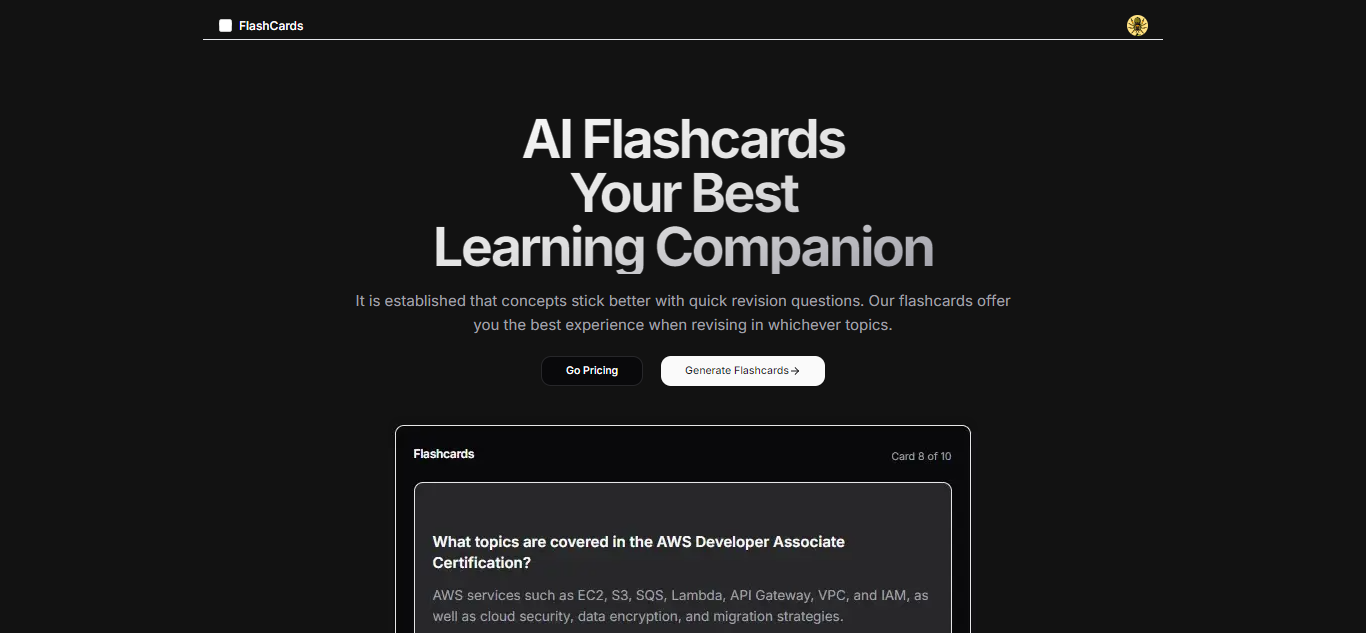 FlashCards
AI Flashcards
Your Best
Learning Companion
It is established that concepts stick better with quick revision questions. Our flashcards offer
you the best experience when revising in whichever topics.
Go Pricing
Generate Flashcards→
Flashcards
Card 8 of 10
What topics are covered in the AWS Developer Associate
Certification?
AWS services such as EC2, S3, SQS, Lambda, API Gateway, VPC, and IAM, as
well as cloud security, data encryption, and migration strategies.